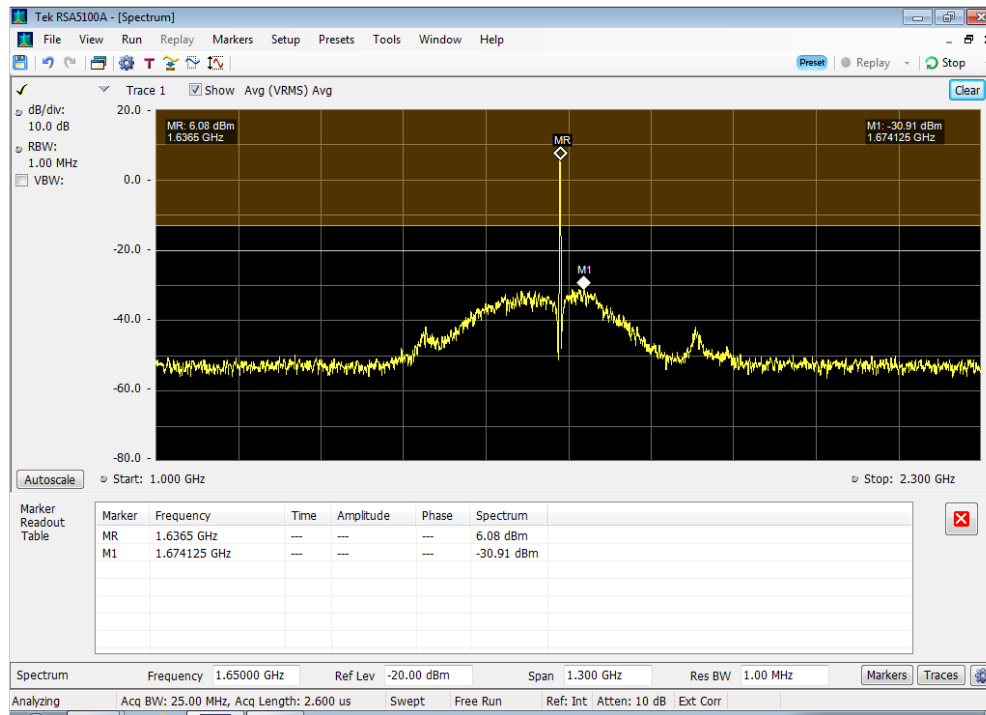 Tek RSA5100A - [Spectrum]
File View Run Replay Markers Setup Presets Tools Window Help
T Preset Replay Stop
Trace 1 Show Avg (VRMS) Avg Clear
dB/div:
10.0 dB
RBW:
1.00 MHz
VBW:
20.0
0.0
-20.0
-40.0
-60.0
-80.0
MR: 6.08 dBm
1.6365 GHz
MR
M1: -30.91 dBm
1.674125 GHz
M1
Autoscale Start: 1.000 GHz Stop: 2.300 GHz
Marker
Readout
Table
Marker Frequency Time Amplitude Phase Spectrum
MR 1.6365 GHz --- --- --- 6.08 dBm
M1 1.674125 GHz --- --- --- -30.91 dBm
Spectrum Frequency 1.65000 GHz Ref Lev -20.00 dBm Span 1.300 GHz Res BW 1.00 MHz Markers Traces
Analyzing Acq BW: 25.00 MHz, Acq Length: 2.600 us Swept Free Run Ref: Int Atten: 10 dB Ext Corr